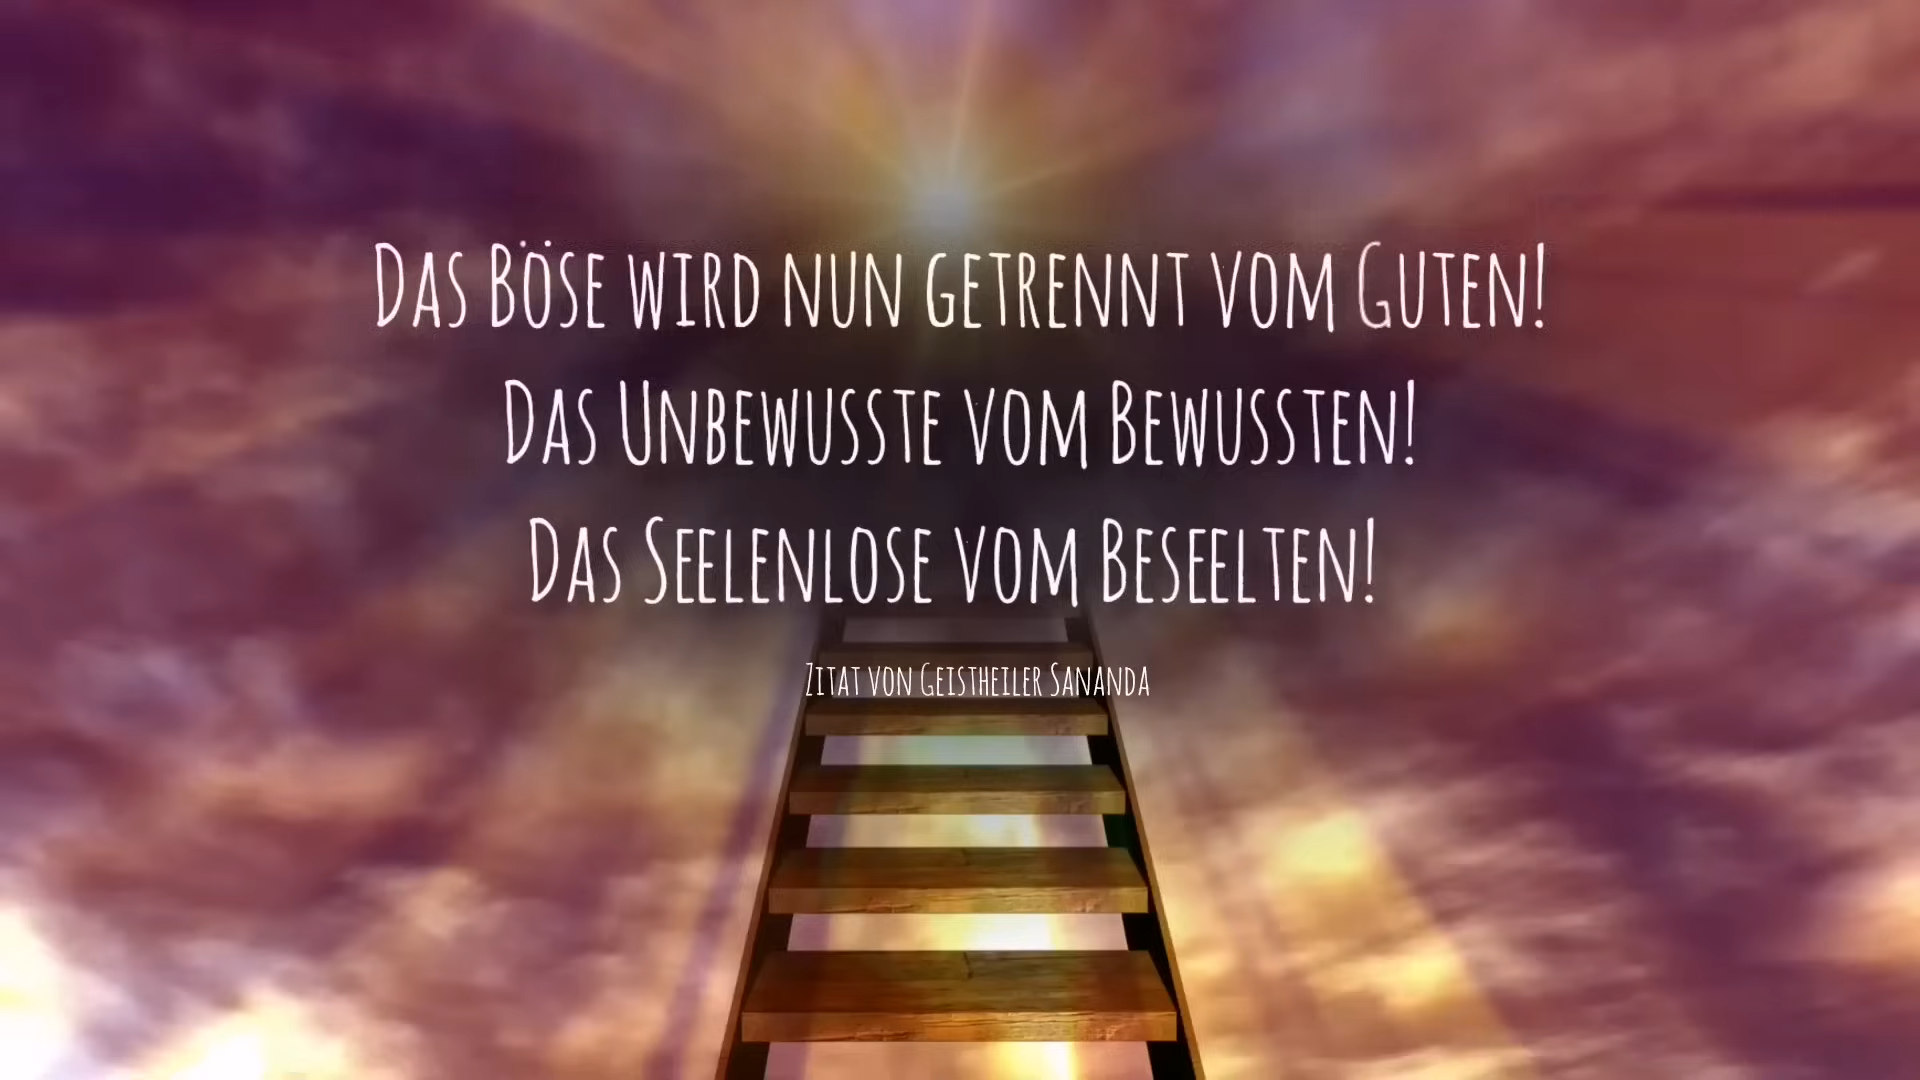 Das Böse wird nun getrennt vom Guten!
Das Unbewusste vom Bewussten!
Das Seelenlose vom Beseelten!
Zitat von Geistheiler Sananda